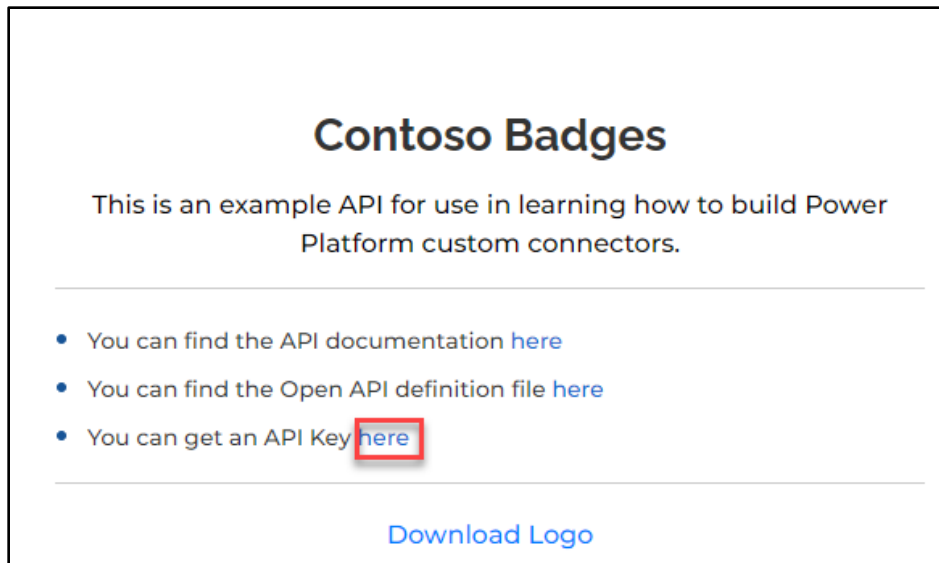 Contoso Badges
This is an example API for use in learning how to build Power
Platform custom connectors.
You can find the API documentation here
You can find the Open API definition file here
You can get an API Key here
Download Logo